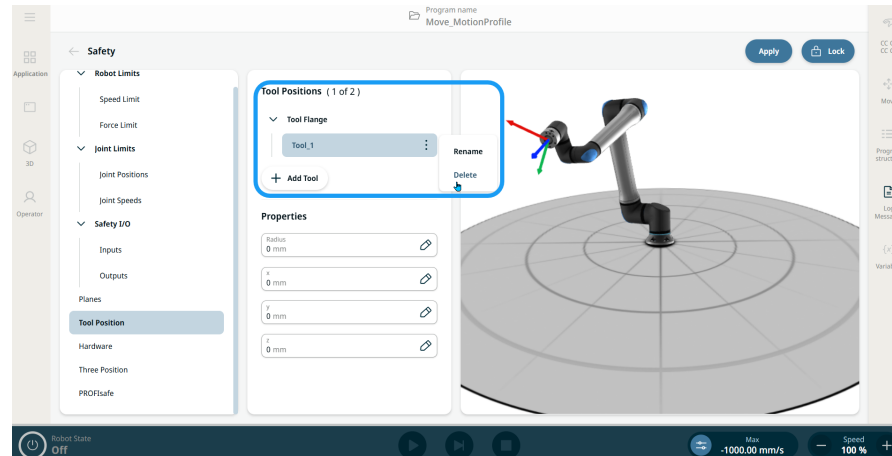 Program name
Move_MotionProfile
Safety
Apply
Lock
Application
3D
Operator
Robot Limits
Speed Limit
Force Limit
Joint Limits
Joint Positions
Joint Speeds
Safety I/O
Inputs
Outputs
Planes
Tool Position
Hardware
Three Position
PROFIsafe
Tool Positions ( 1 of 2 )
Tool Flange
Tool_1
Rename
Delete
+ Add Tool
Properties
Radius
0 mm
x
0 mm
y
0 mm
z
0 mm
Robot State
Off
Max
-1000.00 mm/s
Speed
100 %